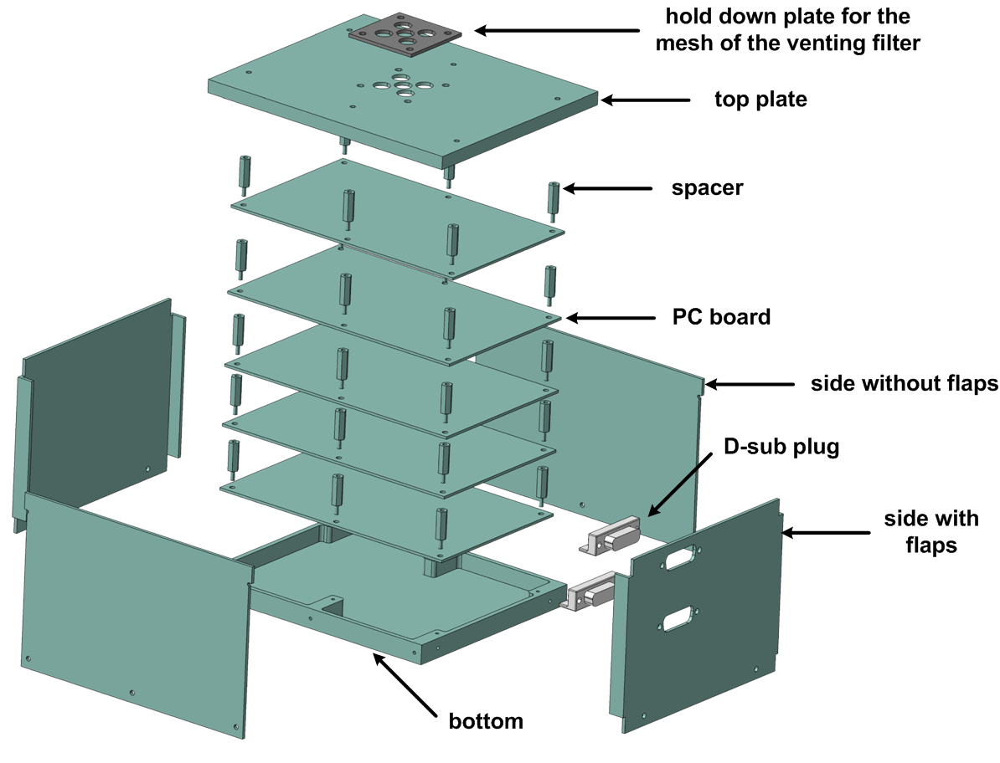 hold down plate for the
mesh of the venting filter
top plate
spacer
PC board
side without flaps
D-sub plug
side with
flaps
bottom